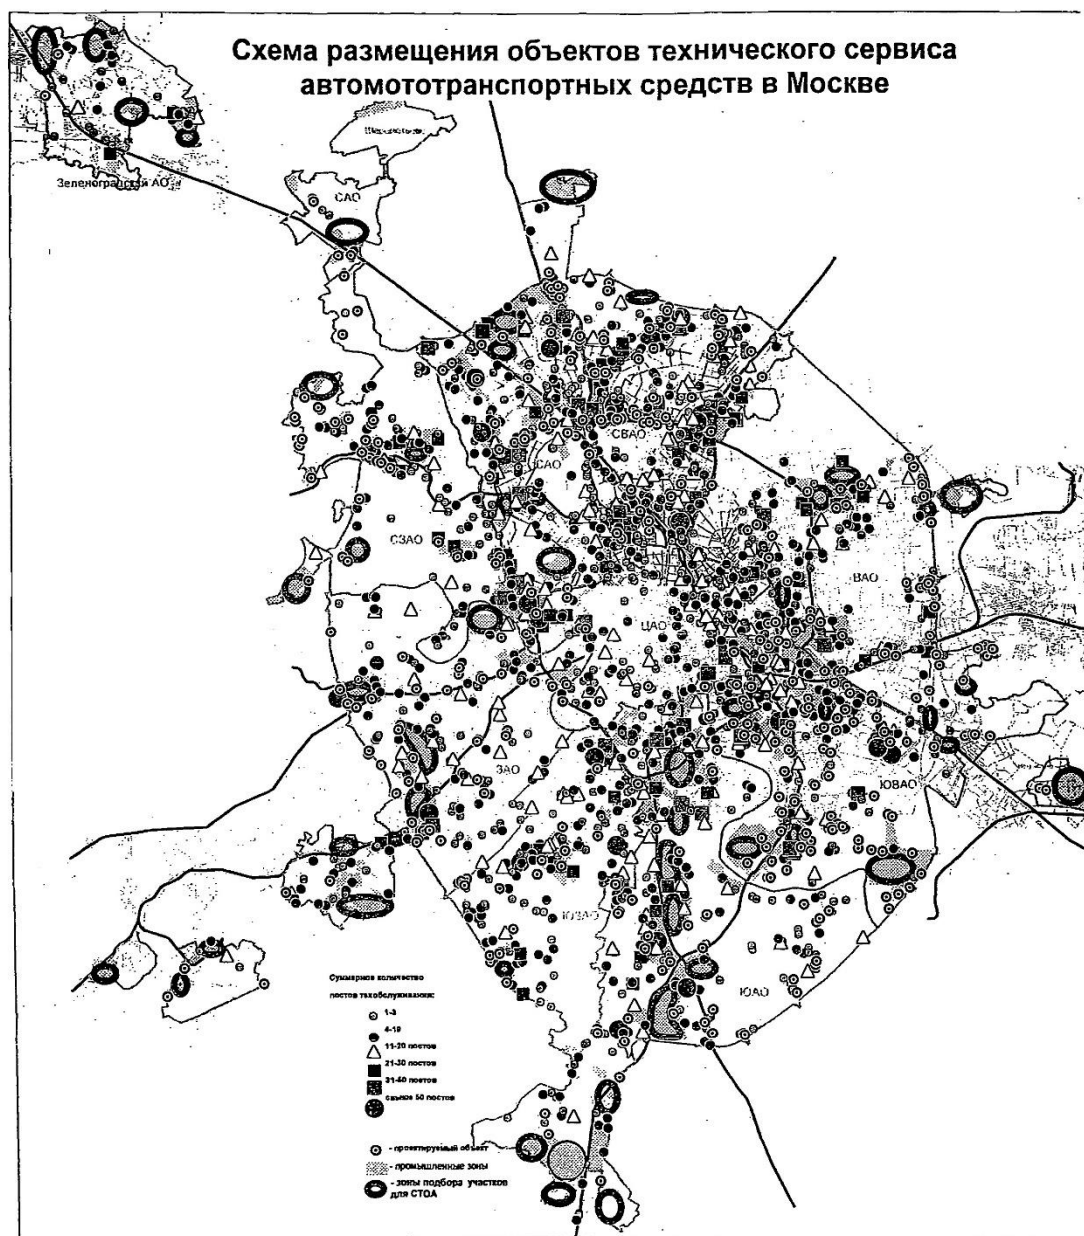 Схема размещения объектов технического сервиса
автомототранспортных средств в Москве
Зеленоградский АО
САО
СВАО
САО
СЗАО
ВАО
ЦАО
ЗАО
ЮВАО
ЮЗАО
ЮАО
Суммарное количество
постов техобслуживания:
1-3
4-10
11-20 постов
21-30 постов
31-50 постов
свыше 50 постов
- проектируемый объект
- промышленные зоны
- зоны подбора участков
для СТОА